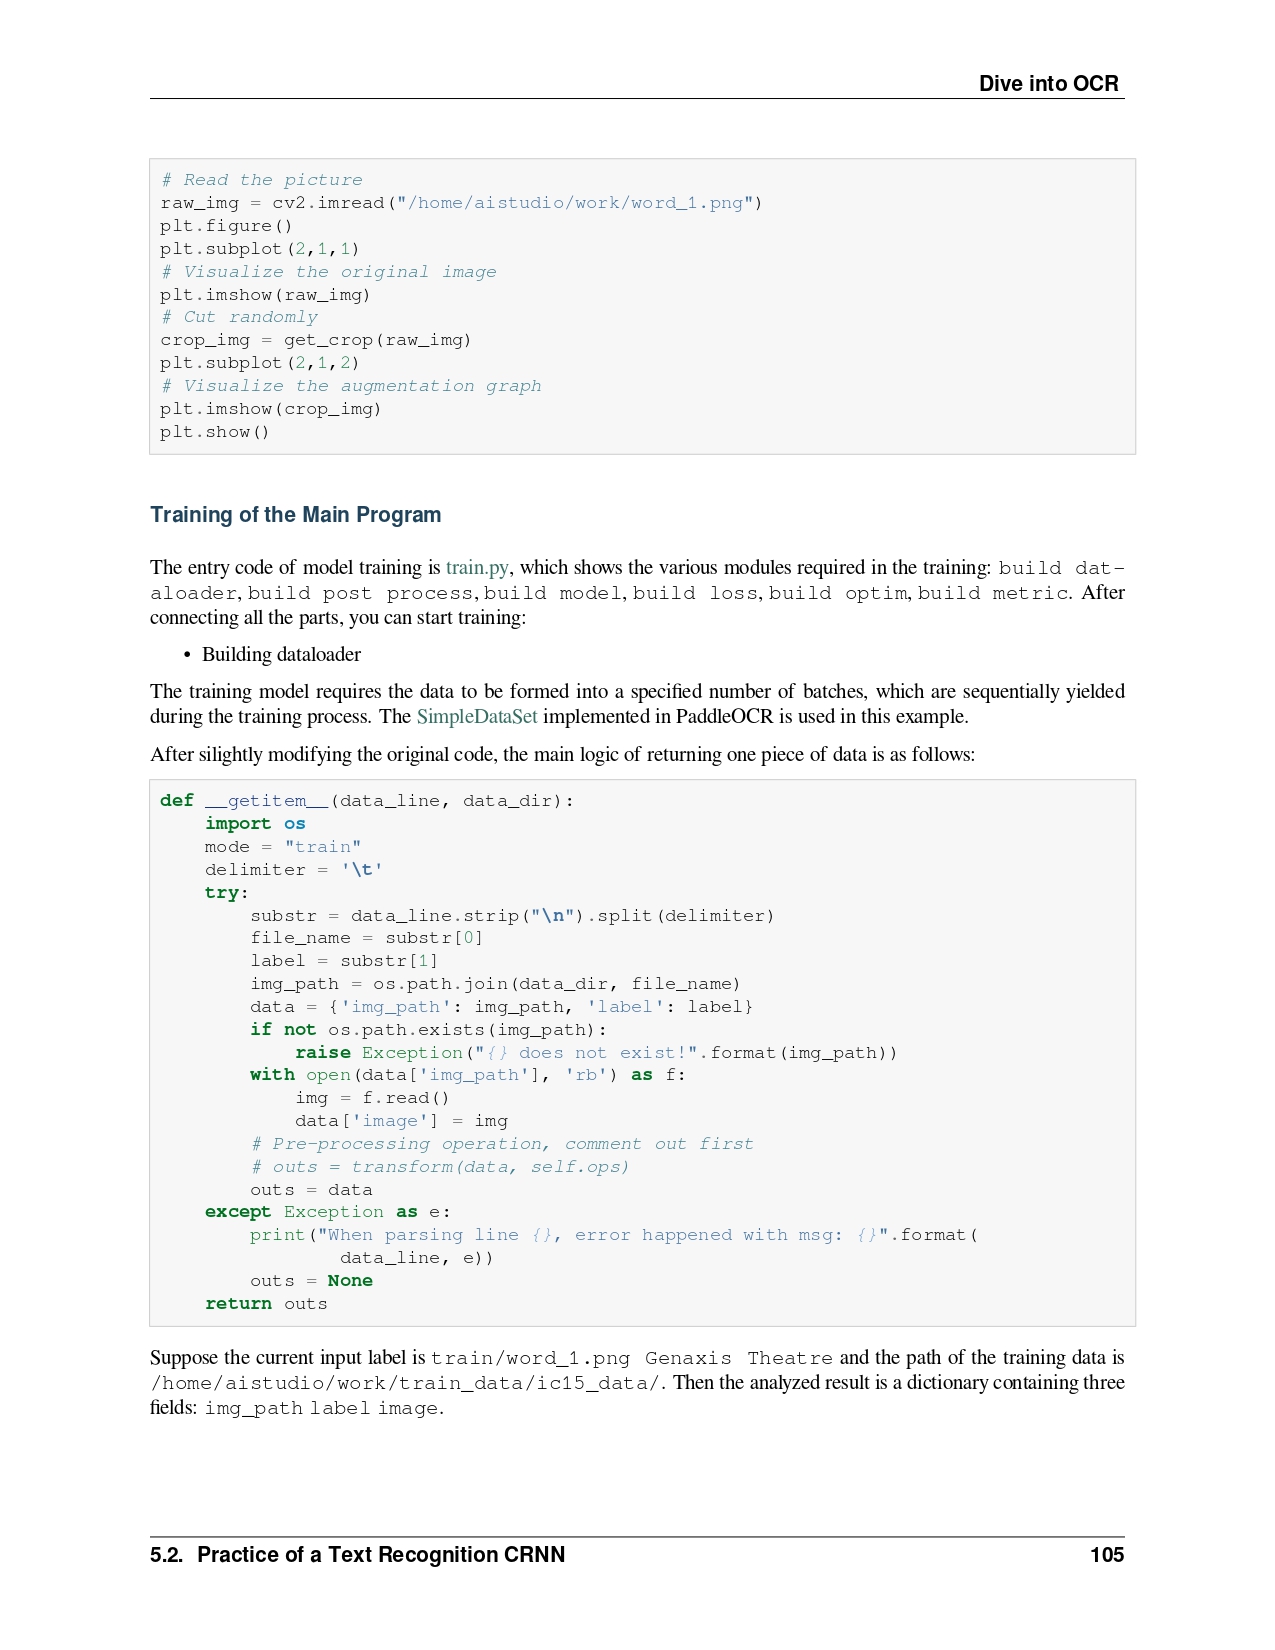 Dive into OCR
# Read the picture
raw_img = cv2.imread("/home/aistudio/work/word_1.png")
plt.figure()
plt.subplot(2,1,1)
# Visualize the original image
plt.imshow(raw_img)
# Cut randomly
crop_img = get_crop(raw_img)
plt.subplot(2,1,2)
# Visualize the augmentation graph
plt.imshow(crop_img)
plt.show()
Training of the Main Program
The entry code of model training is train.py, which shows the various modules required in the training: build dat-
aloader, build post process, build model, build loss, build optim, build metric. After
connecting all the parts, you can start training:
• Building dataloader
The training model requires the data to be formed into a specified number of batches, which are sequentially yielded
during the training process. The SimpleDataSet implemented in PaddleOCR is used in this example.
After silightly modifying the original code, the main logic of returning one piece of data is as follows:
def __getitem__(data_line, data_dir):
    import os
    mode = "train"
    delimiter = '\t'
    try:
        substr = data_line.strip("\n").split(delimiter)
        file_name = substr[0]
        label = substr[1]
        img_path = os.path.join(data_dir, file_name)
        data = {'img_path': img_path, 'label': label}
        if not os.path.exists(img_path):
            raise Exception("{} does not exist!".format(img_path))
        with open(data['img_path'], 'rb') as f:
            img = f.read()
            data['image'] = img
        # Pre-processing operation, comment out first
        # outs = transform(data, self.ops)
        outs = data
    except Exception as e:
        print("When parsing line {}, error happened with msg: {}".format(
                data_line, e))
        outs = None
    return outs
Suppose the current input label is train/word_1.png Genaxis Theatre and the path of the training data is
/home/aistudio/work/train_data/ic15_data/. Then the analyzed result is a dictionary containing three
fields: img_path label image.
5.2. Practice of a Text Recognition CRNN 105